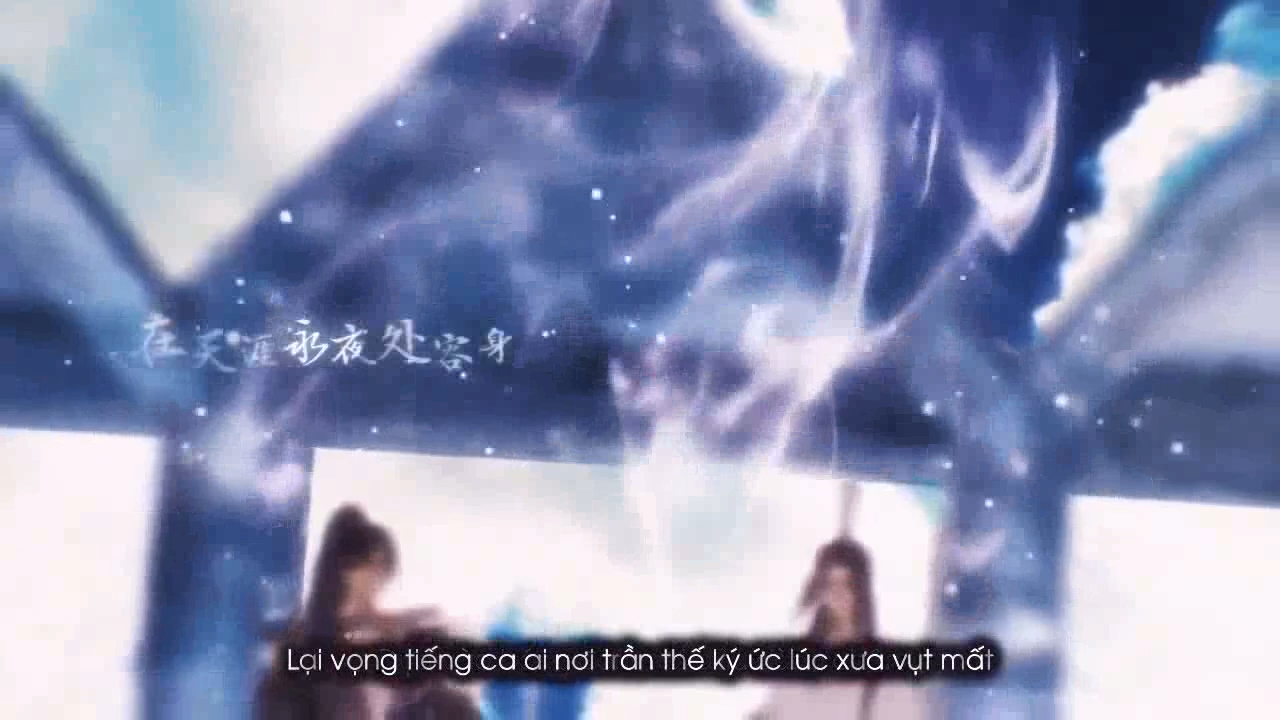 在天涯永夜处容身
Lại vọng tiếng ca ai nơi trần thế ký ức lúc xưa vụt mất